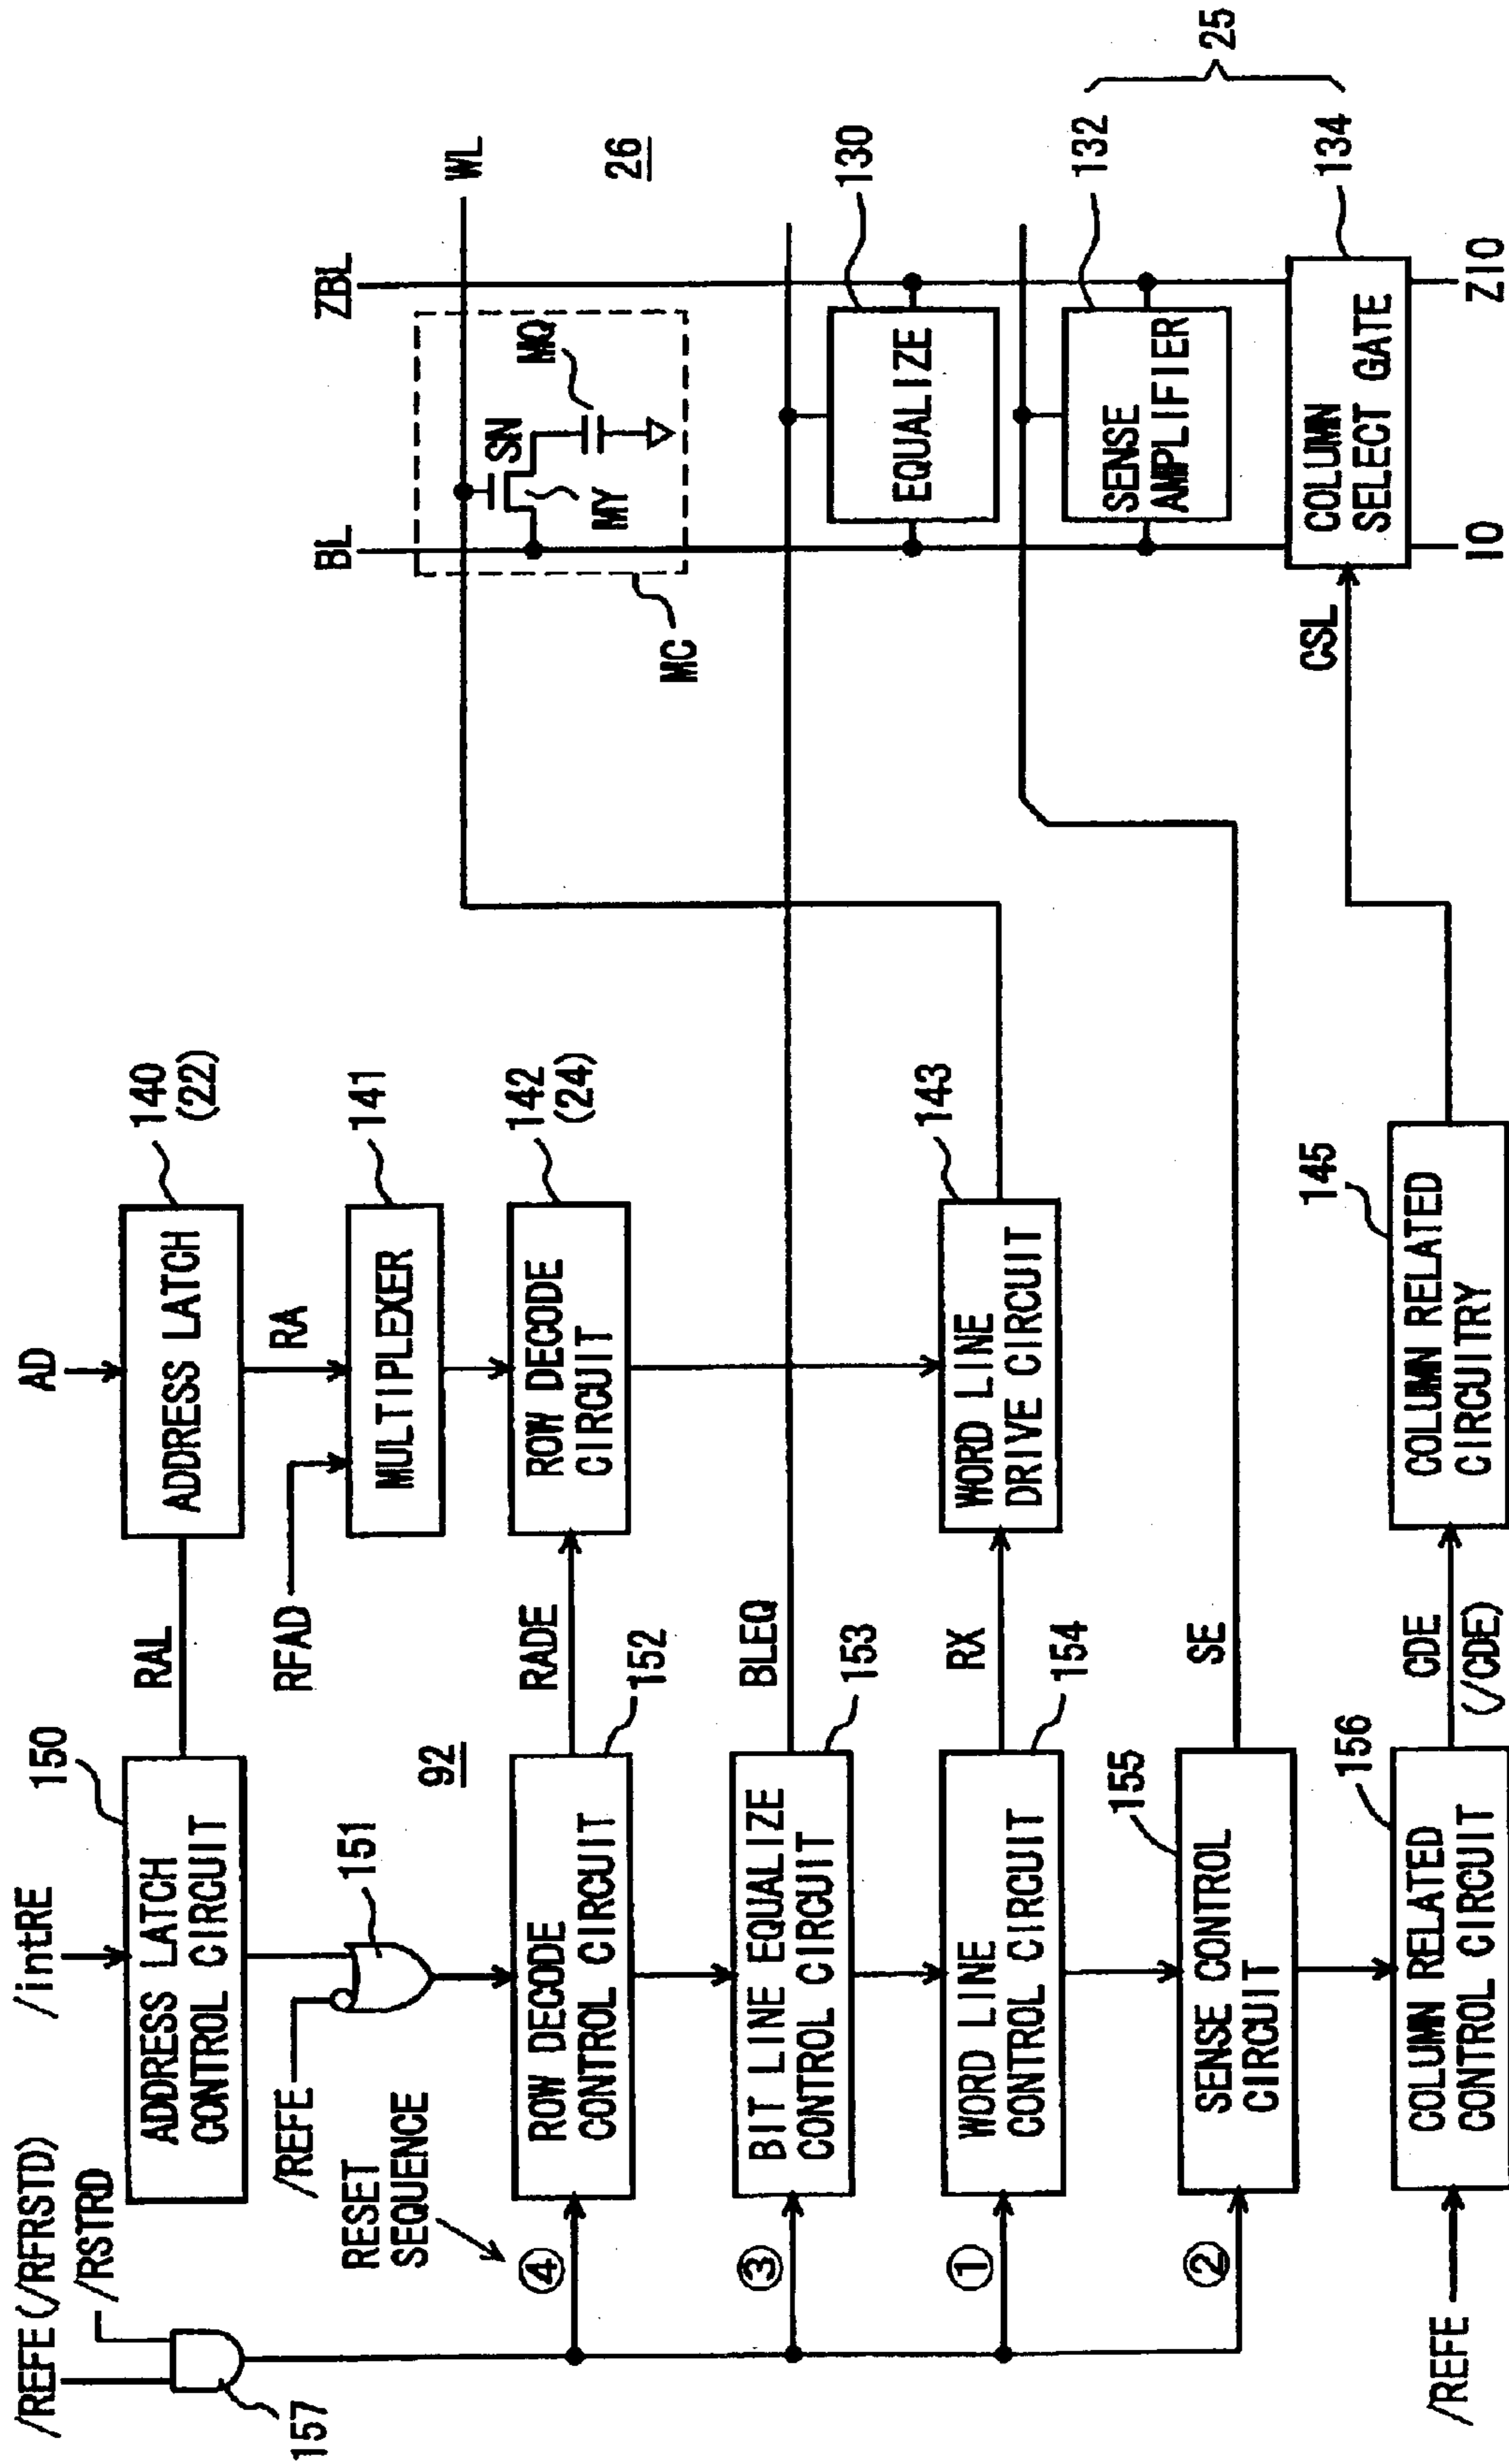 /REFE(/RFRSTD)
/RSTRD
157
/intRE
150
ADDRESS LATCH
CONTROL CIRCUIT
RAL
AD
ADDRESS LATCH
140
(22)
RA
RFAD
MULTIPLEXER
141
/REFE
151
RESET
SEQUENCE
92
④
ROW DECODE
CONTROL CIRCUIT
152
RADE
ROW DECODE
CIRCUIT
142
(24)
③
BIT LINE EQUALIZE
CONTROL CIRCUIT
153
BLEQ
①
WORD LINE
CONTROL CIRCUIT
154
RX
WORD LINE
DRIVE CIRCUIT
143
②
SENSE CONTROL
CIRCUIT
155
SE
/REFE
COLUMN RELATED
CONTROL CIRCUIT
156
CDE
(/CDE)
COLUMN RELATED
CIRCUITRY
145
BL
ZBL
WL
SN
MQ
MY
MC
26
EQUALIZE
130
SENSE
AMPLIFIER
132
25
CSL
COLUMN
SELECT GATE
134
IO
ZIO